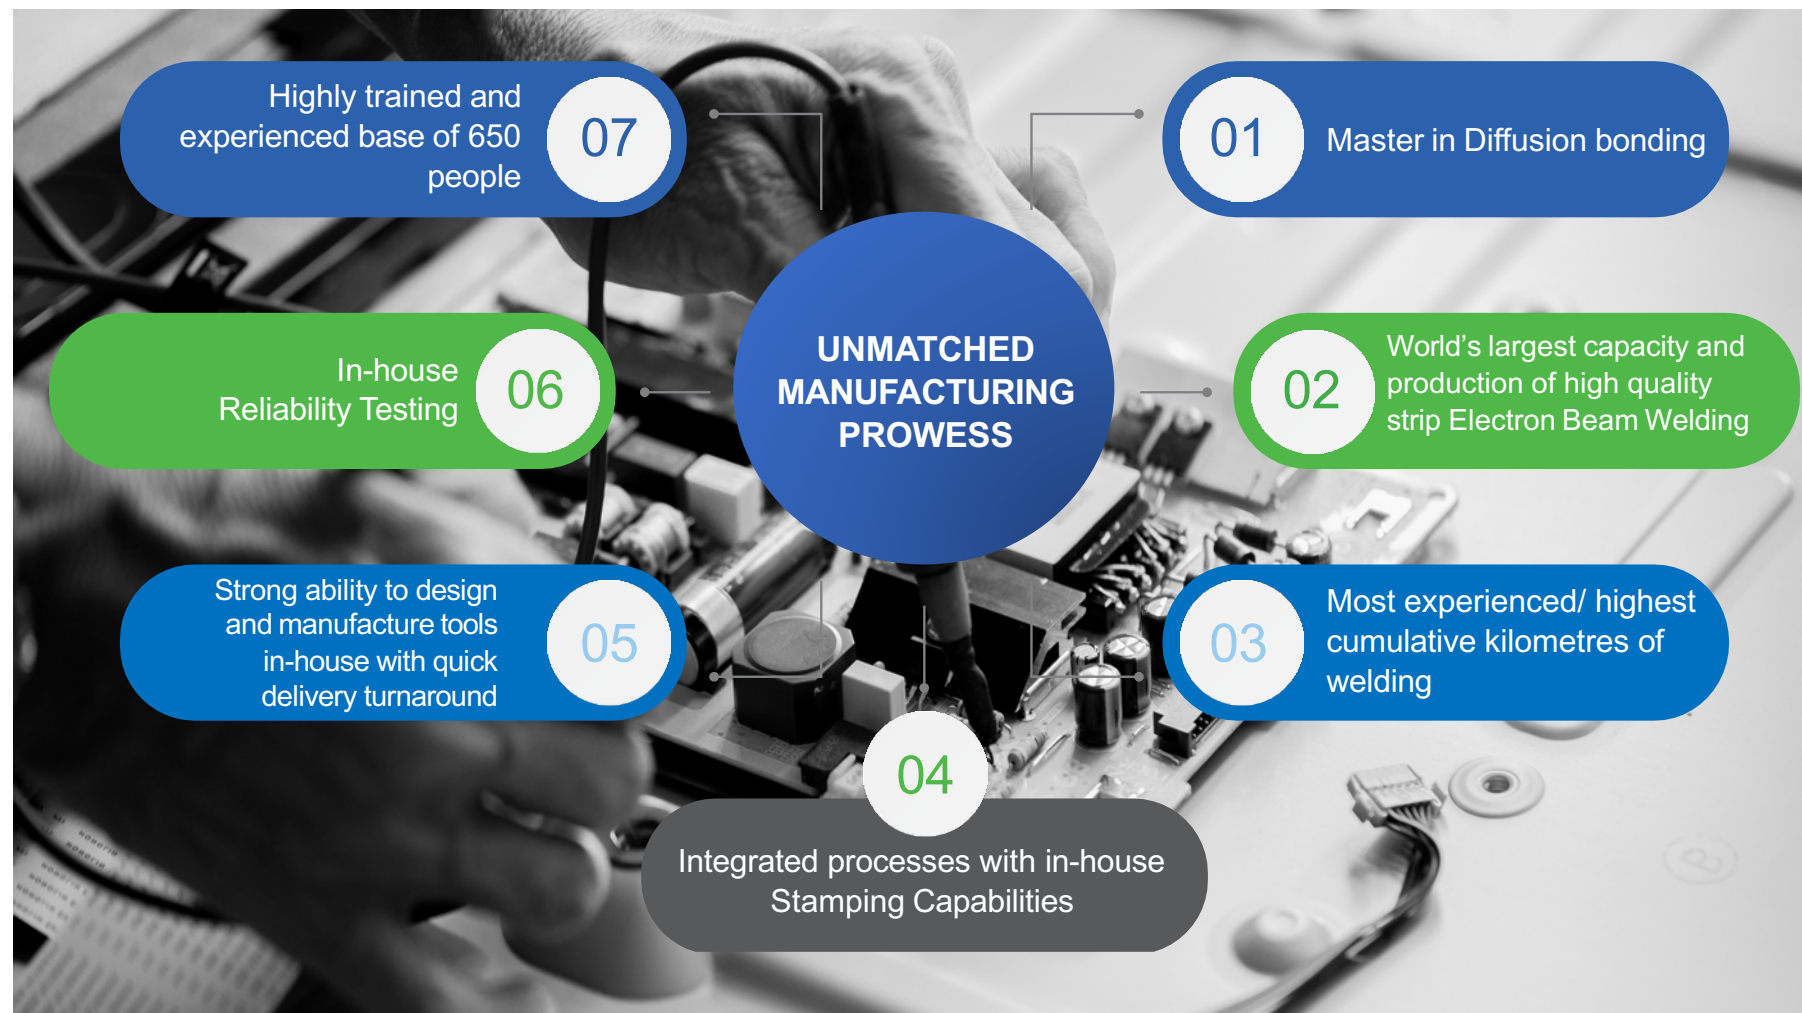 UNMATCHED
MANUFACTURING
PROWESS
01
Master in Diffusion bonding
02
World’s largest capacity and
production of high quality
strip Electron Beam Welding
03
Most experienced/ highest
cumulative kilometres of
welding
04
Integrated processes with in-house
Stamping Capabilities
05
Strong ability to design
and manufacture tools
in-house with quick
delivery turnaround
06
In-house
Reliability Testing
07
Highly trained and
experienced base of 650
people